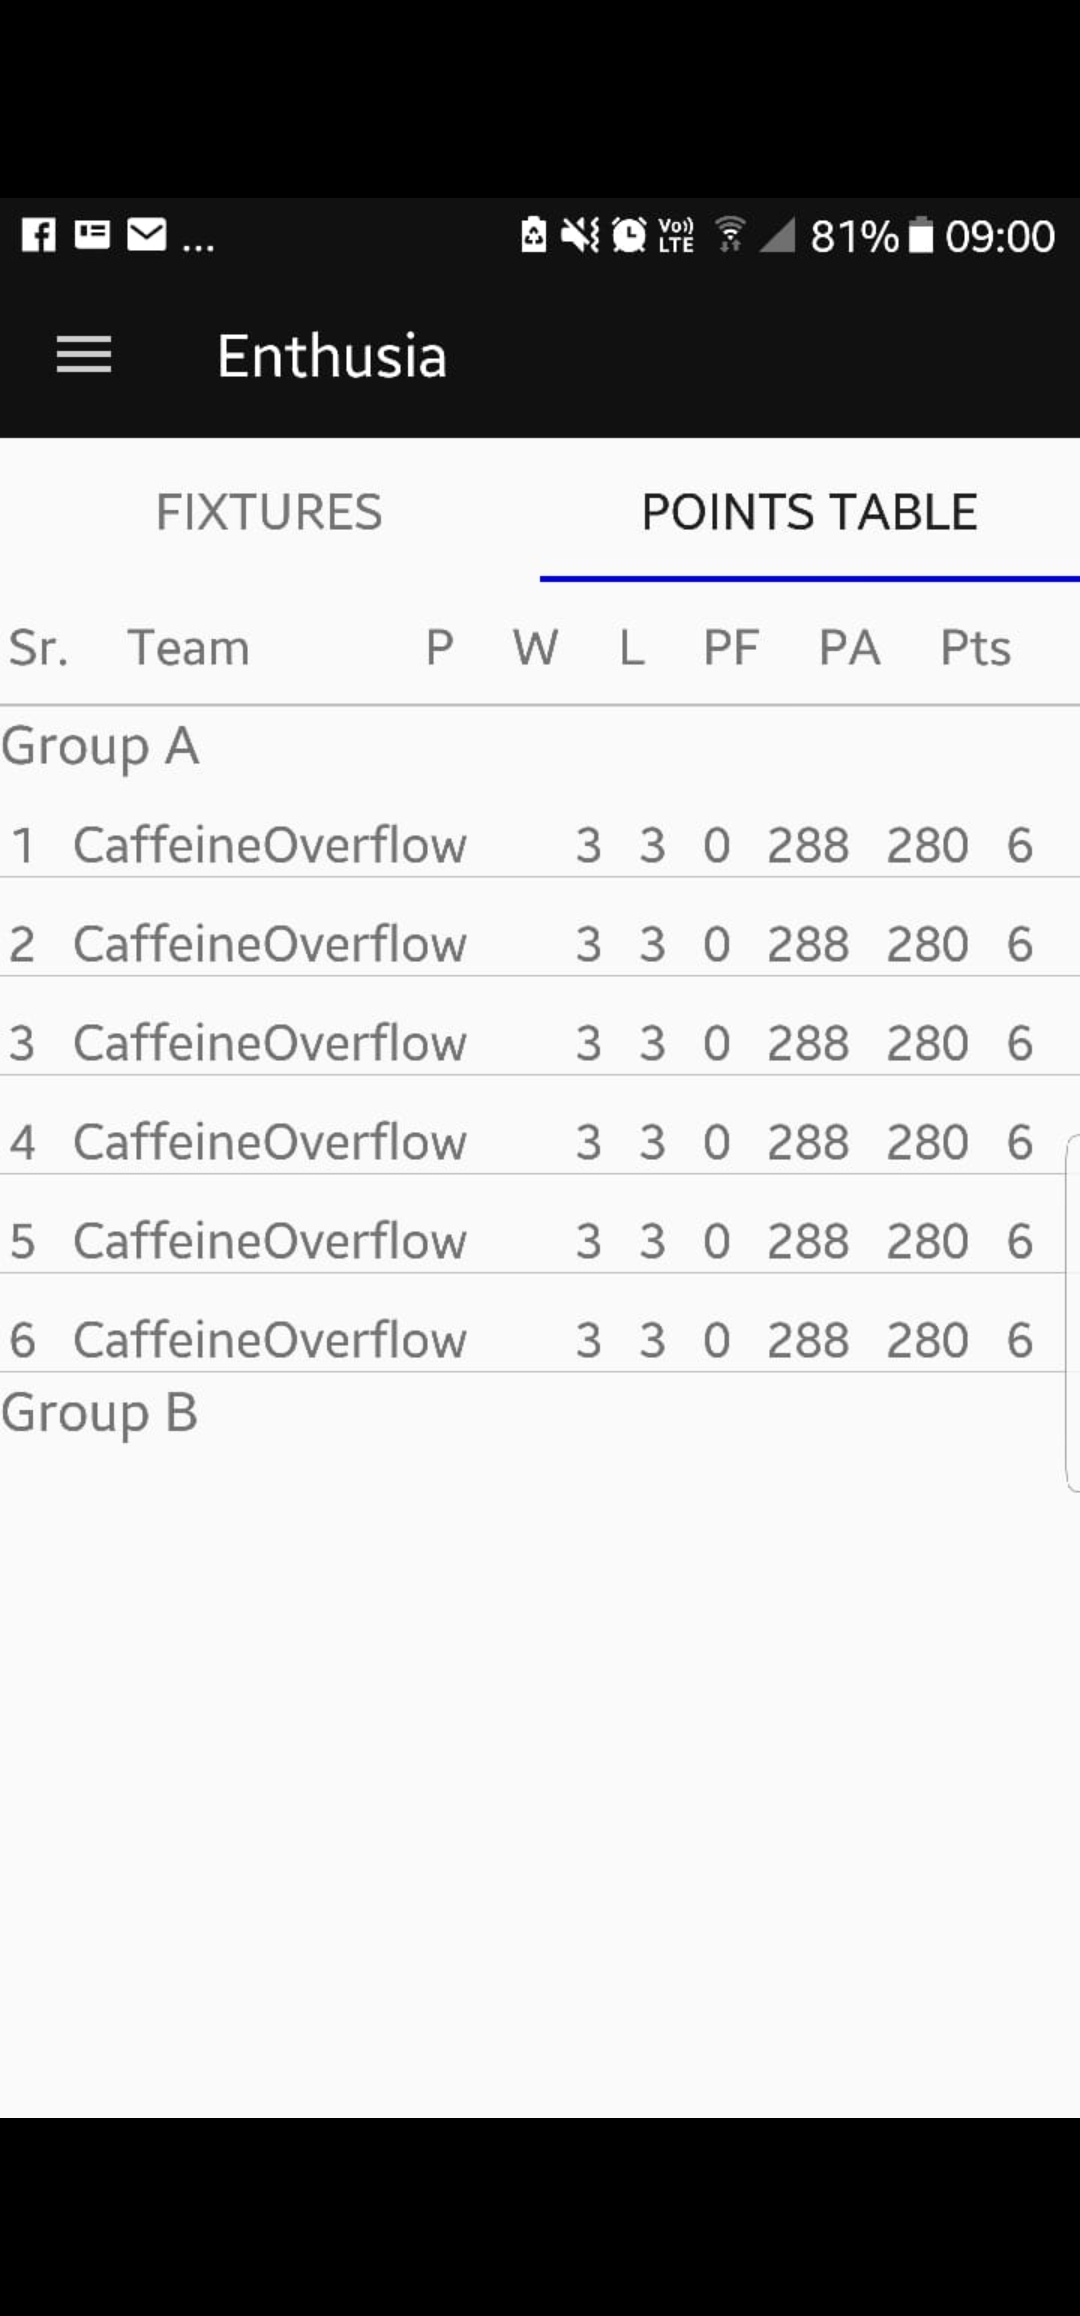 ... Vo)) LTE 81% 09:00
Enthusia
FIXTURES POINTS TABLE
Sr. Team P W L PF PA Pts
Group A
1 CaffeineOverflow 3 3 0 288 280 6
2 CaffeineOverflow 3 3 0 288 280 6
3 CaffeineOverflow 3 3 0 288 280 6
4 CaffeineOverflow 3 3 0 288 280 6
5 CaffeineOverflow 3 3 0 288 280 6
6 CaffeineOverflow 3 3 0 288 280 6
Group B